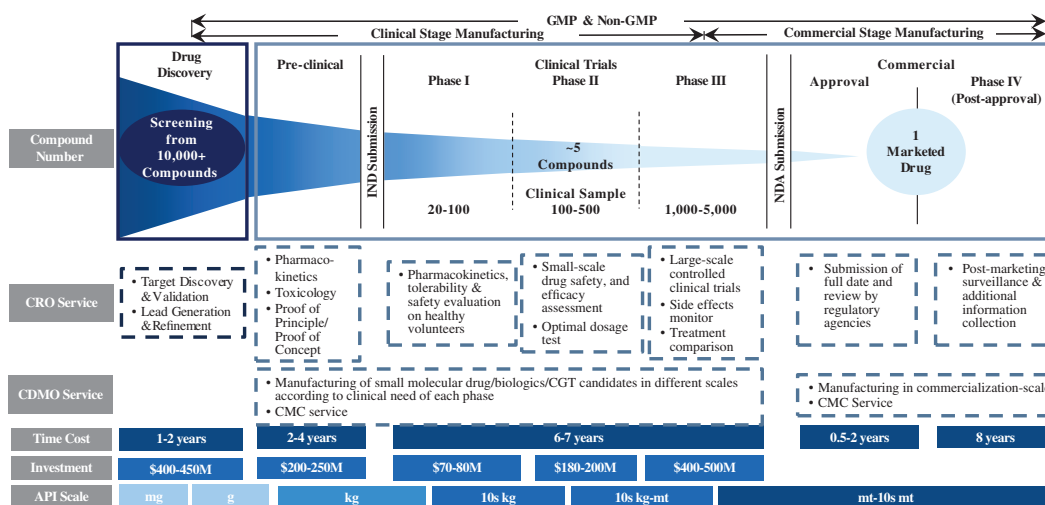 GMP & Non-GMP
Clinical Stage Manufacturing
Commercial Stage Manufacturing
Drug
Discovery
Pre-clinical
Clinical Trials
Phase I
Phase II
Phase III
Commercial
Approval
Phase IV
(Post-approval)
Compound
Number
Screening
from
10,000+
Compounds
IND Submission
~5
Compounds
Clinical Sample
20-100
100-500
1,000-5,000
NDA Submission
1
Marketed
Drug
CRO Service
• Target Discovery
&Validation
• Lead Generation
&Refinement
• Pharmaco-
kinetics
• Toxicology
• Proof of
Principle/
Proof of
Concept
• Pharmacokinetics,
tolerability &
safety evaluation
on healthy
volunteers
• Small-scale
drug safety, and
efficacy
assessment
• Optimal dosage
test
• Large-scale
controlled
clinical trials
• Side effects
monitor
• Treatment
comparison
• Submission of
full date and
review by
regulatory
agencies
• Post-marketing
surveillance &
additional
information
collection
CDMO Service
• Manufacturing of small molecular drug/biologics/CGT candidates in different scales
according to clinical need of each phase
• CMC service
• Manufacturing in commercialization-scale
• CMC Service
Time Cost
1-2 years
2-4 years
6-7 years
0.5-2 years
8 years
Investment
$400-450M
$200-250M
$70-80M
$180-200M
$400-500M
API Scale
mg
g
kg
10s kg
10s kg-mt
mt-10s mt